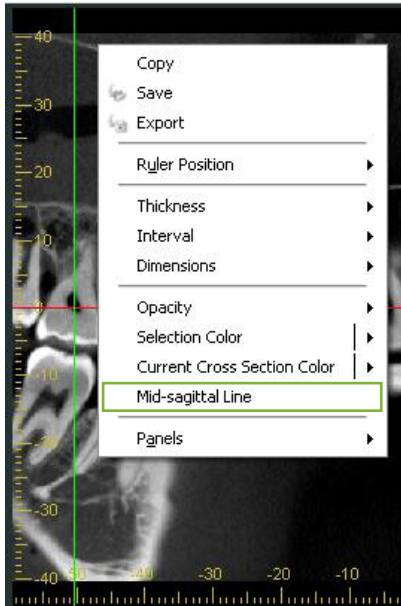 40
Copy
Save
30
Export
Ruler Position
20
Thickness
10
Interval
Dimensions
0
Opacity
Selection Color
Current Cross Section Color
-10
Mid-sagittal Line
-20
Panels
-30
-40
-50 -40 -30 -20 -10